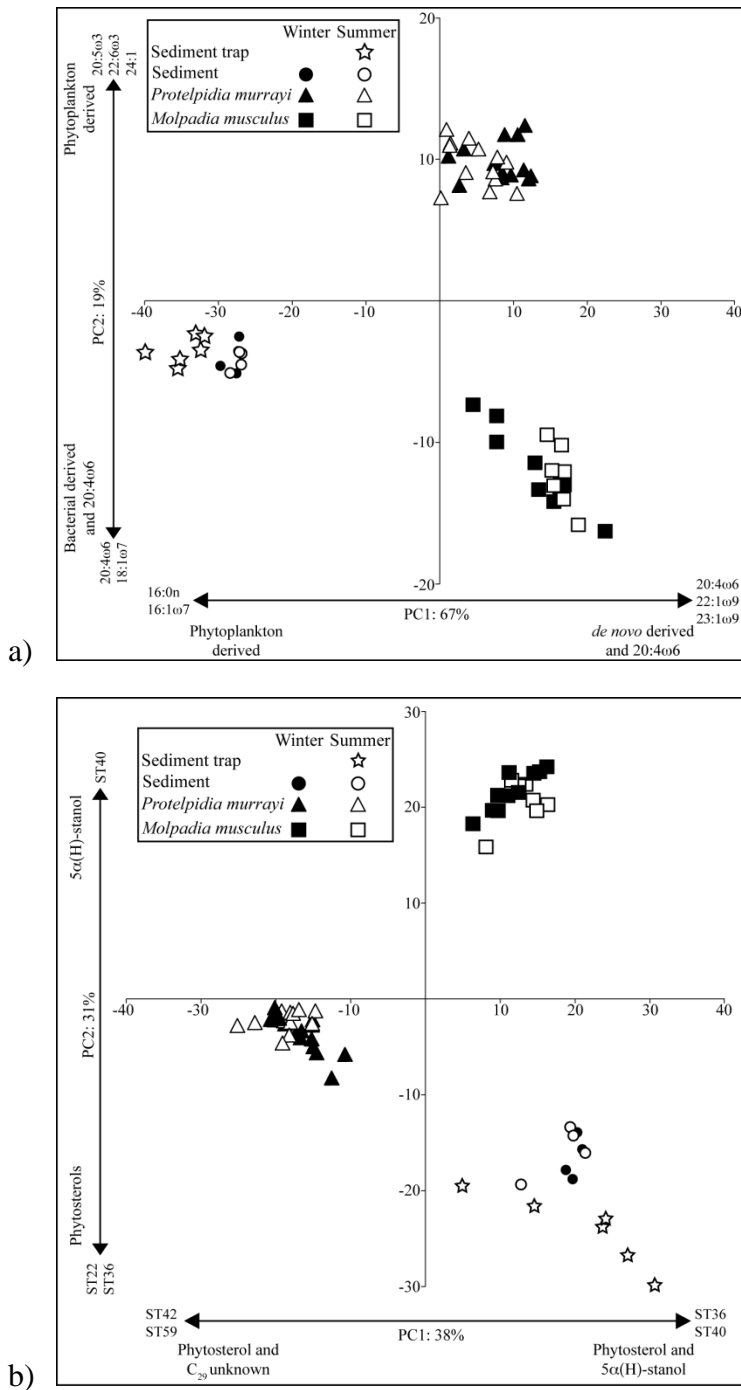 a)
Winter Summer
Sediment trap
Sediment
Protelpidia murrayi
Molpadia musculus
20:5ω3
22:6ω3
24:1
Phytoplankton
derived
PC2: 19%
Bacterial derived
and 20:4ω6
20:4ω6
18:1ω7
20
10
-10
-20
-40
-30
-20
-10
10
20
30
40
16:0n
16:1ω7
PC1: 67%
20:4ω6
22:1ω9
23:1ω9
Phytoplankton
derived
de novo derived
and 20:4ω6
b)
Winter Summer
Sediment trap
Sediment
Protelpidia murrayi
Molpadia musculus
ST40
5α(H)-stanol
PC2: 31%
Phytosterols
ST22
ST36
30
20
10
-10
-20
-30
-40
-30
-20
-10
10
20
30
40
ST42
ST59
PC1: 38%
ST36
ST40
Phytosterol and
C29 unknown
Phytosterol and
5α(H)-stanol